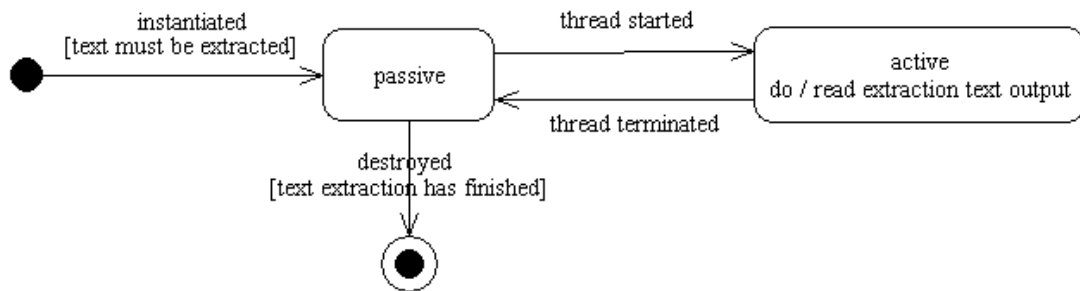 instantiated
[text must be extracted]
thread started
passive
active
do / read extraction text output
thread terminated
destroyed
[text extraction has finished]